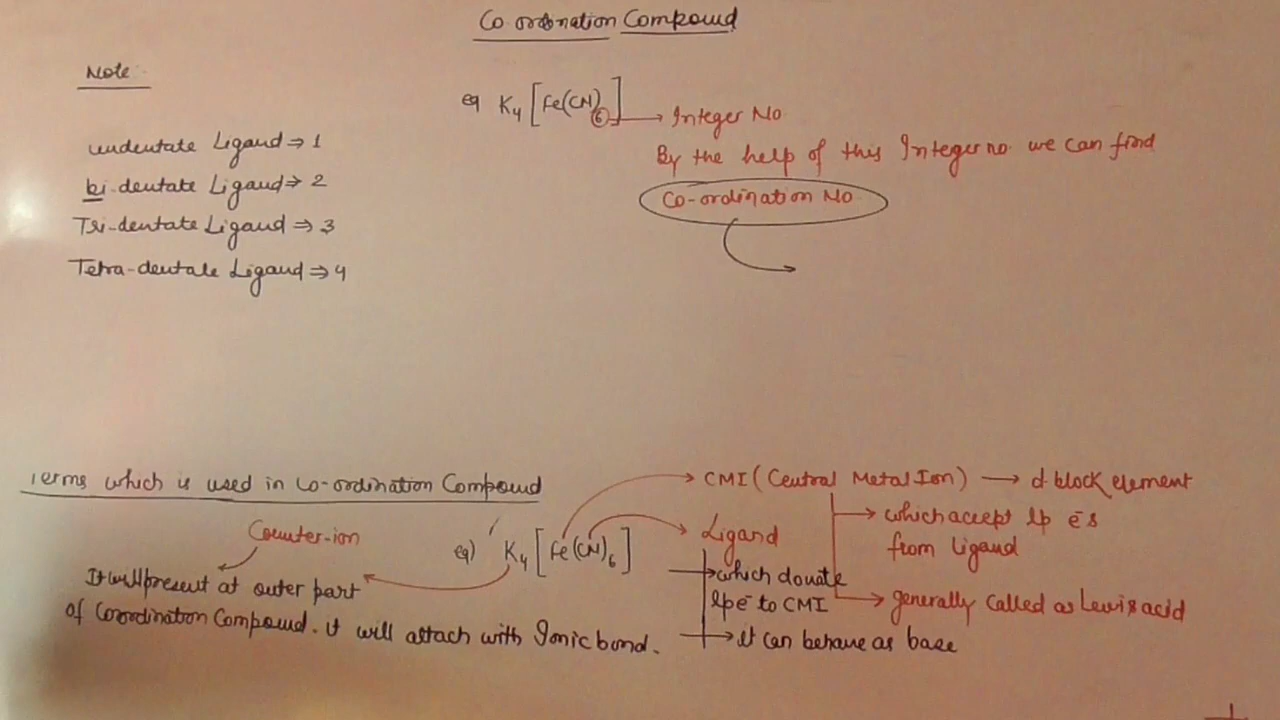 Co ordination Compound
Note:
eg K4[Fe(CN)6] → Integer No
By the help of this Integer no. we can find
Co-ordination No
undentate Ligand ⇒ 1
bi-dentate Ligand ⇒ 2
Tri-dentate Ligand ⇒ 3
Tetra-dentate Ligand ⇒ 4
Terms which is used in Co-ordination Compound
CMI (Central Metal Ion) → d-block element
→ which accept lp ēs
from ligand
→ generally called as Lewis acid
Counter-ion
eg) K4[Fe(CN)6]
Ligand
→ which donate
lp ē to CMI
→ it can behave as base
It will present at outer part
of Coordination Compound. it will attach with Ionic bond.